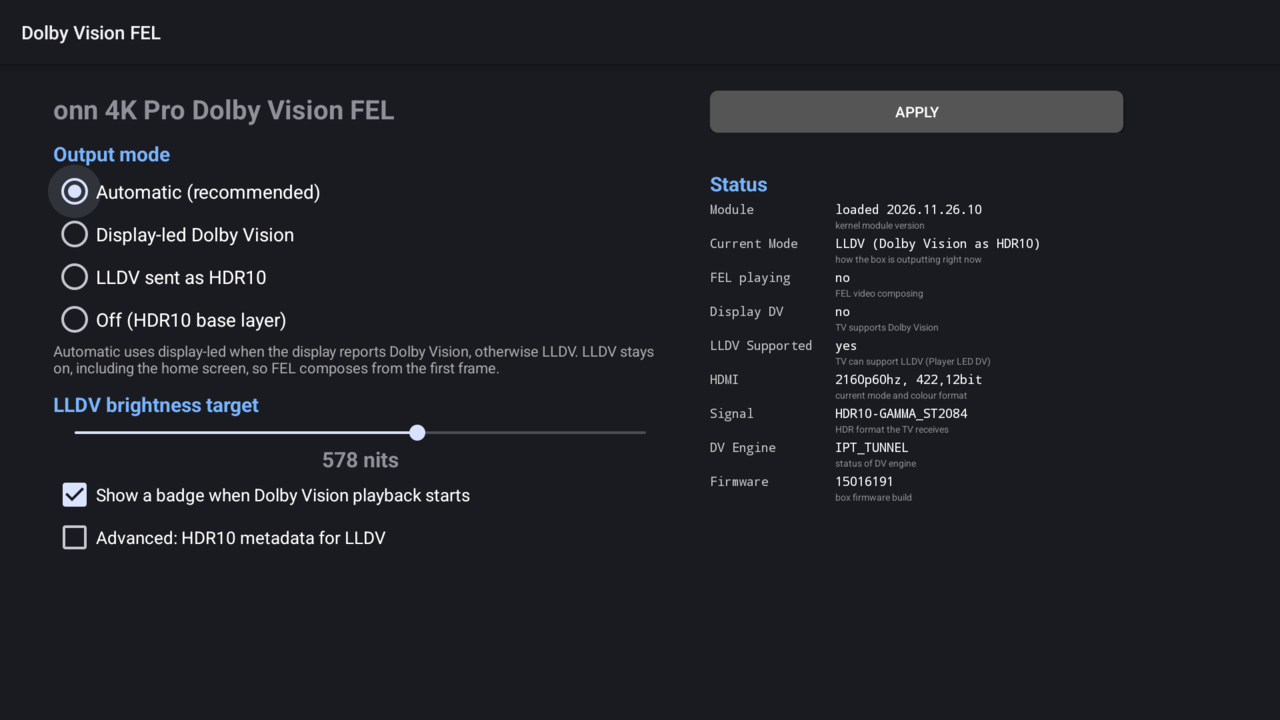 Dolby Vision FEL
onn 4K Pro Dolby Vision FEL
Output mode
Automatic (recommended)
Display-led Dolby Vision
LLDV sent as HDR10
Off (HDR10 base layer)
Automatic uses display-led when the display reports Dolby Vision, otherwise LLDV. LLDV stays
on, including the home screen, so FEL composes from the first frame.
LLDV brightness target
578 nits
Show a badge when Dolby Vision playback starts
Advanced: HDR10 metadata for LLDV
APPLY
Status
Module loaded 2026.11.26.10
kernel module version
Current Mode LLDV (Dolby Vision as HDR10)
how the box is outputting right now
FEL playing no
FEL video composing
Display DV no
TV supports Dolby Vision
LLDV Supported yes
TV can support LLDV (Player LED DV)
HDMI 2160p60hz, 422,12bit
current mode and colour format
Signal HDR10-GAMMA_ST2084
HDR format the TV receives
DV Engine IPT_TUNNEL
status of DV engine
Firmware 15016191
box firmware build